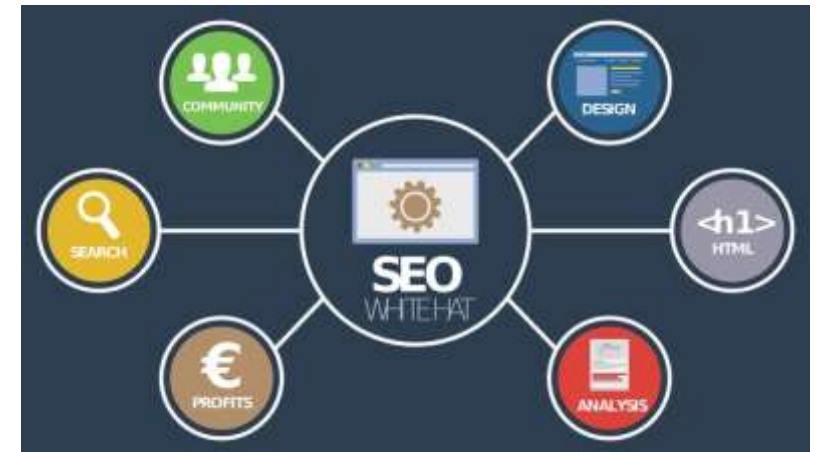 COMMUNITY
DESIGN
SEARCH
SEO
WHITE HAT
<h1>
HTML
€
PROFITS
ANALYSIS